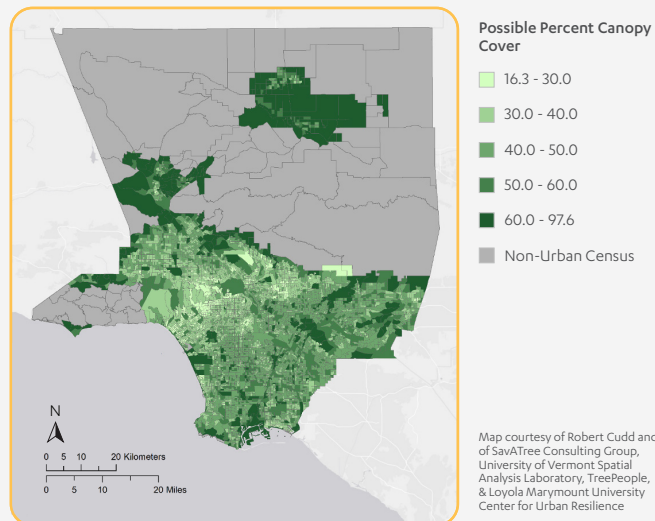 Possible Percent Canopy
Cover
16.3 - 30.0
30.0 - 40.0
40.0 - 50.0
50.0 - 60.0
60.0 - 97.6
Non-Urban Census
N
0 5 10 20 Kilometers
0 5 10 20 Miles
Map courtesy of Robert Cudd and
of SavATree Consulting Group,
University of Vermont Spatial
Analysis Laboratory, TreePeople,
& Loyola Marymount University
Center for Urban Resilience